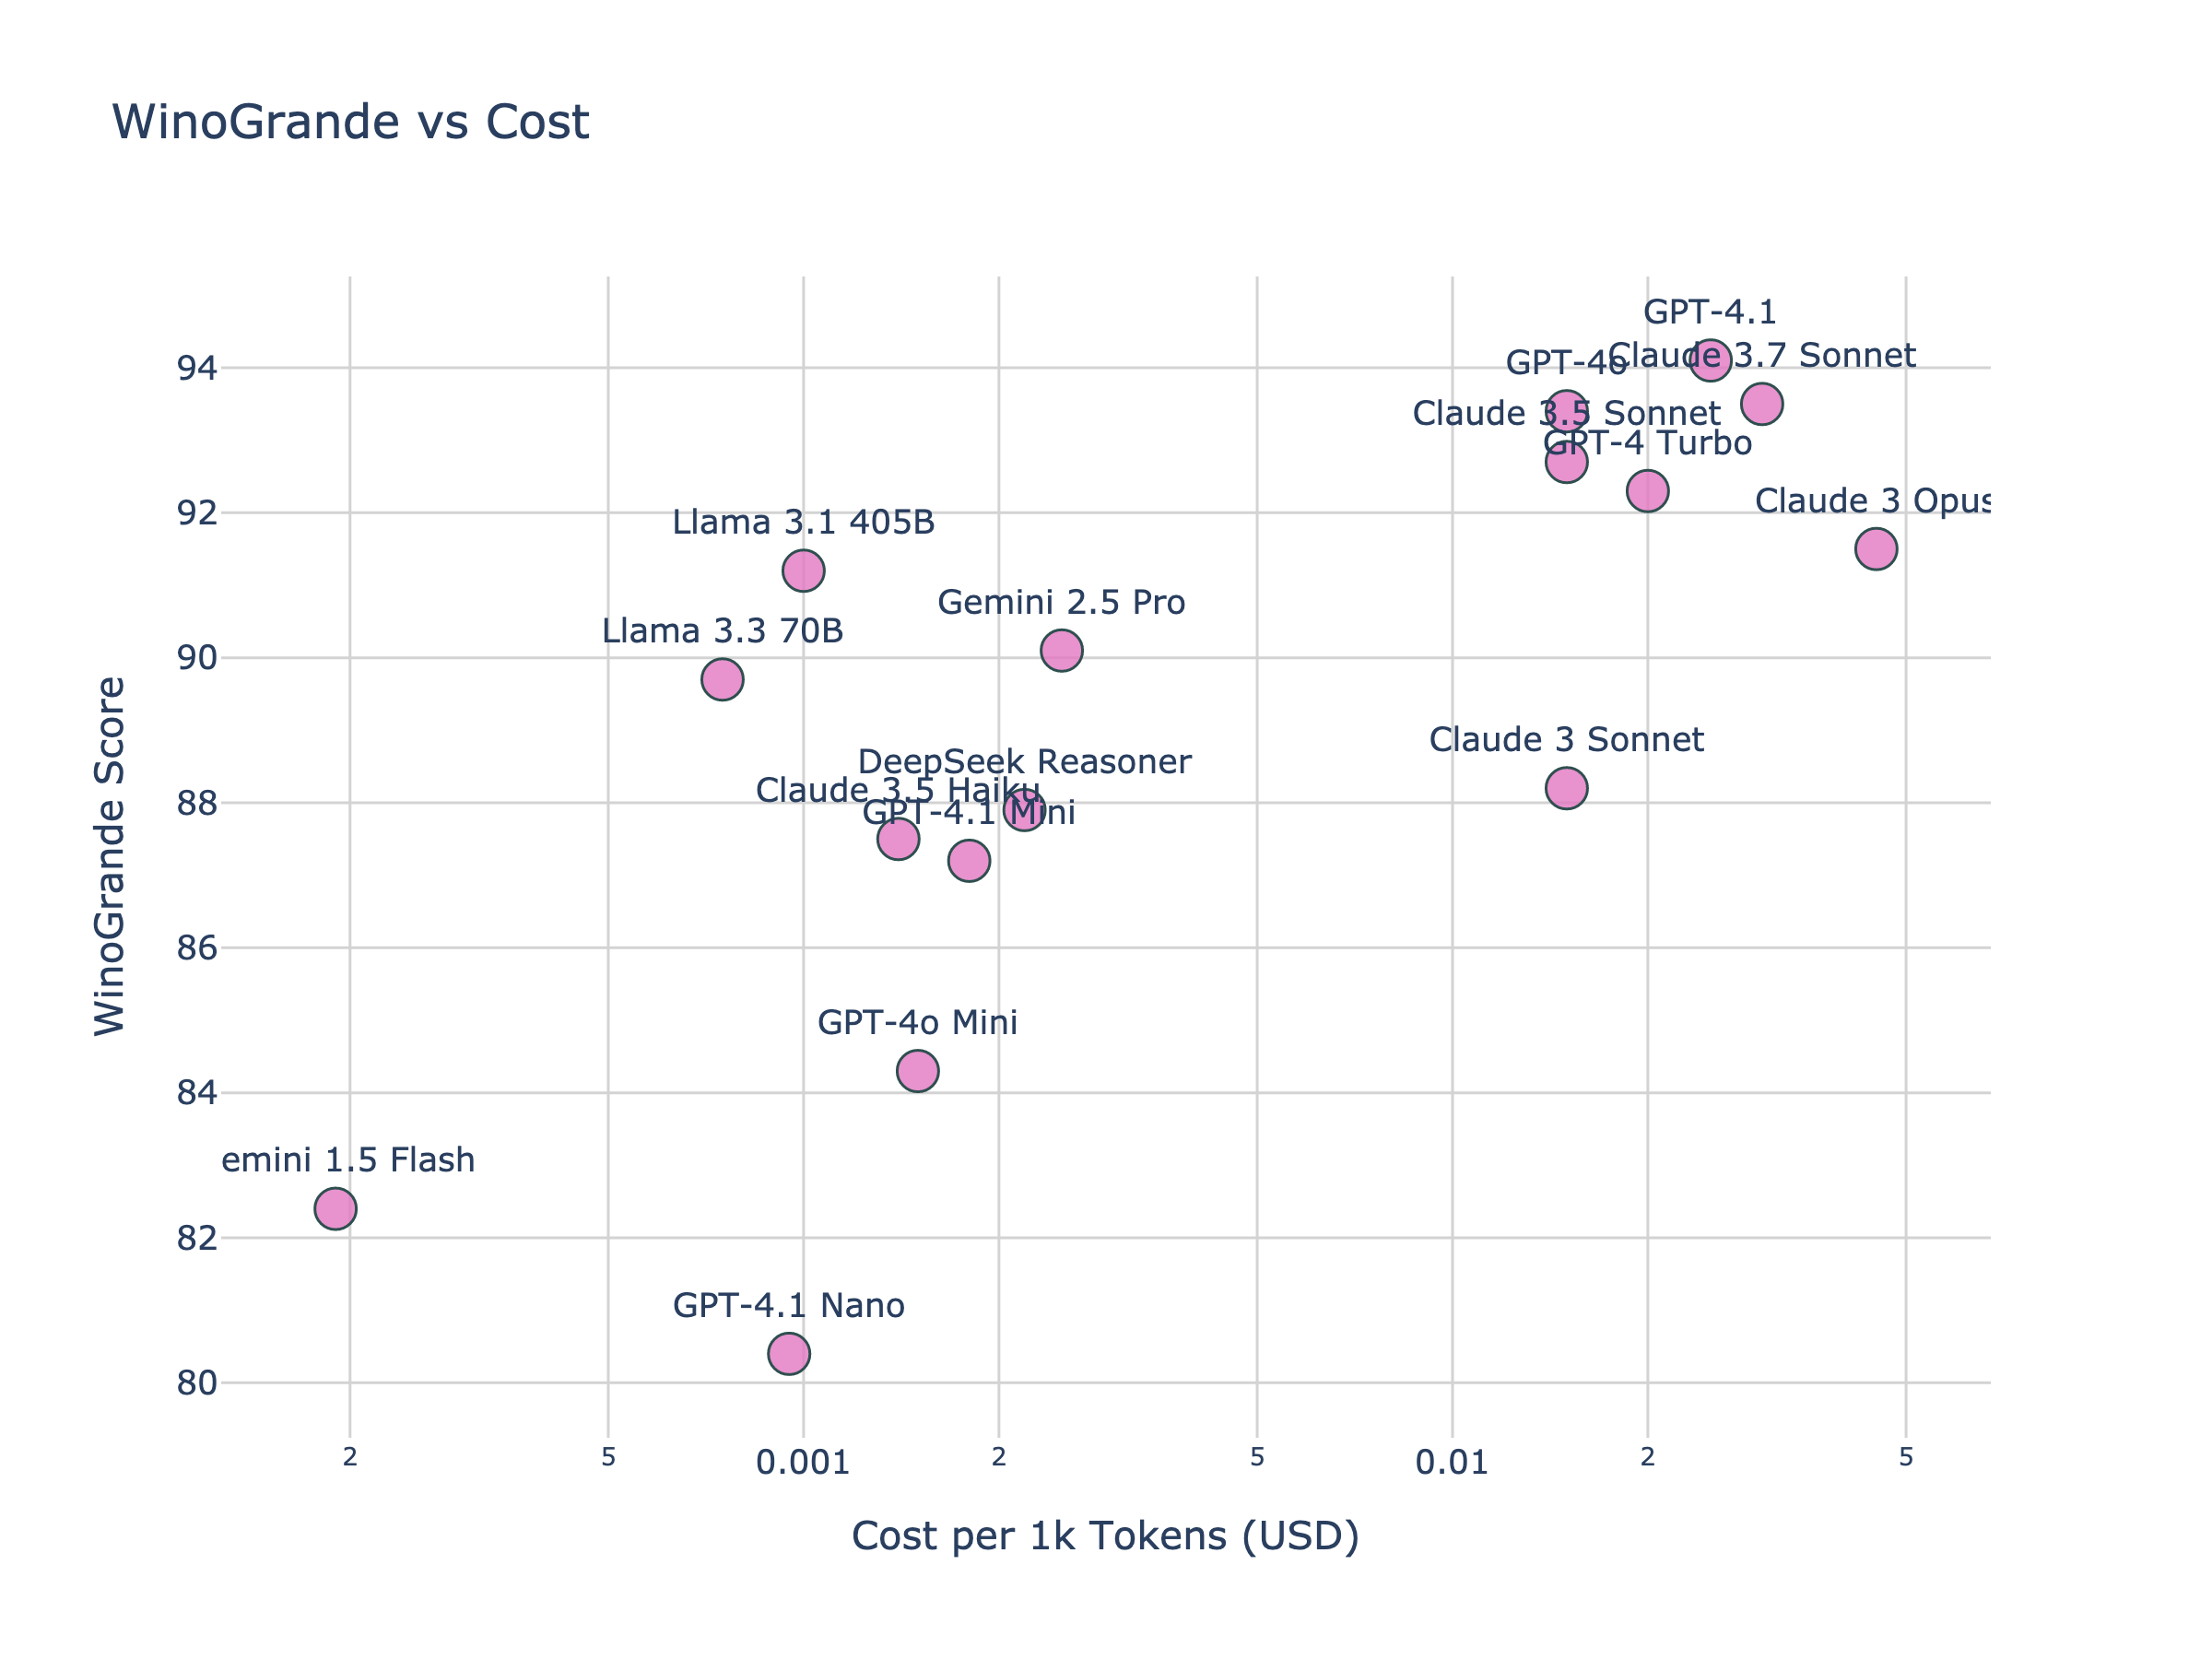 WinoGrande vs Cost
GPT-4.1
Claude 3.7 Sonnet
GPT-4o
Claude 3.5 Sonnet
GPT-4 Turbo
Claude 3 Opus
Llama 3.1 405B
Gemini 2.5 Pro
Llama 3.3 70B
Claude 3 Sonnet
DeepSeek Reasoner
Claude 3.5 Haiku
GPT-4.1 Mini
GPT-4o Mini
emini 1.5 Flash
GPT-4.1 Nano
94
92
90
88
86
84
82
80
WinoGrande Score
2
5
0.001
2
5
0.01
2
5
Cost per 1k Tokens (USD)